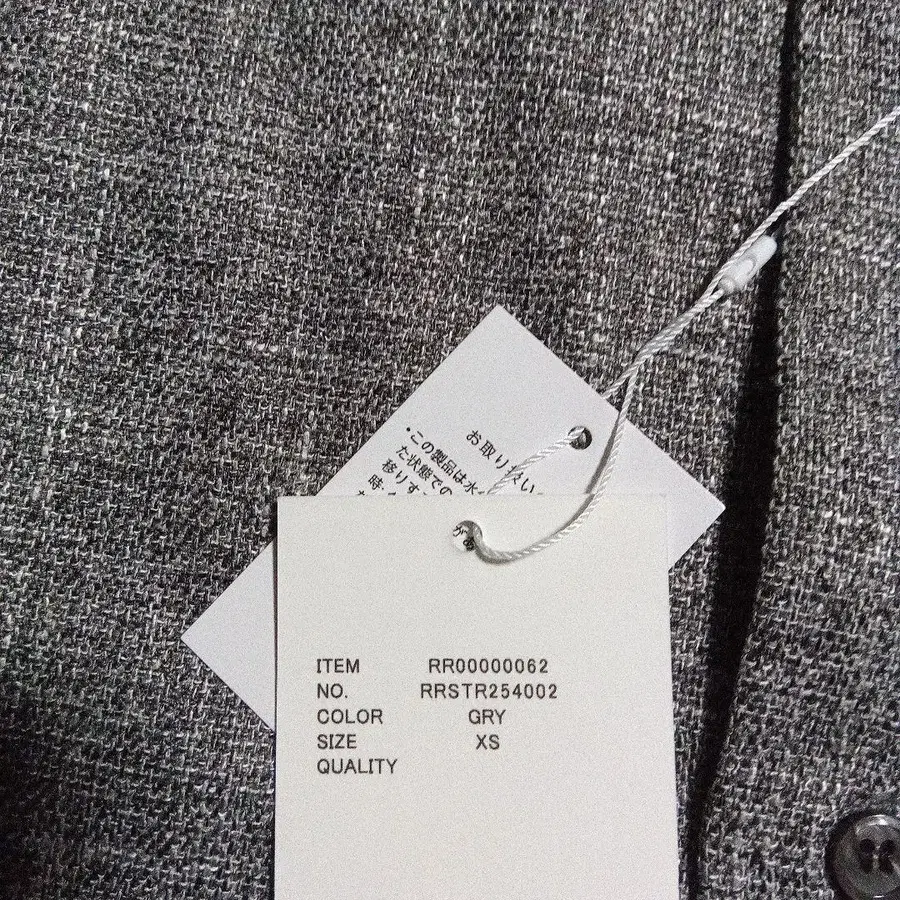 お取り扱い
・この製品は水
た状態での
移りす
時
ITEM RR00000062
NO. RRSTR254002
COLOR GRY
SIZE XS
QUALITY